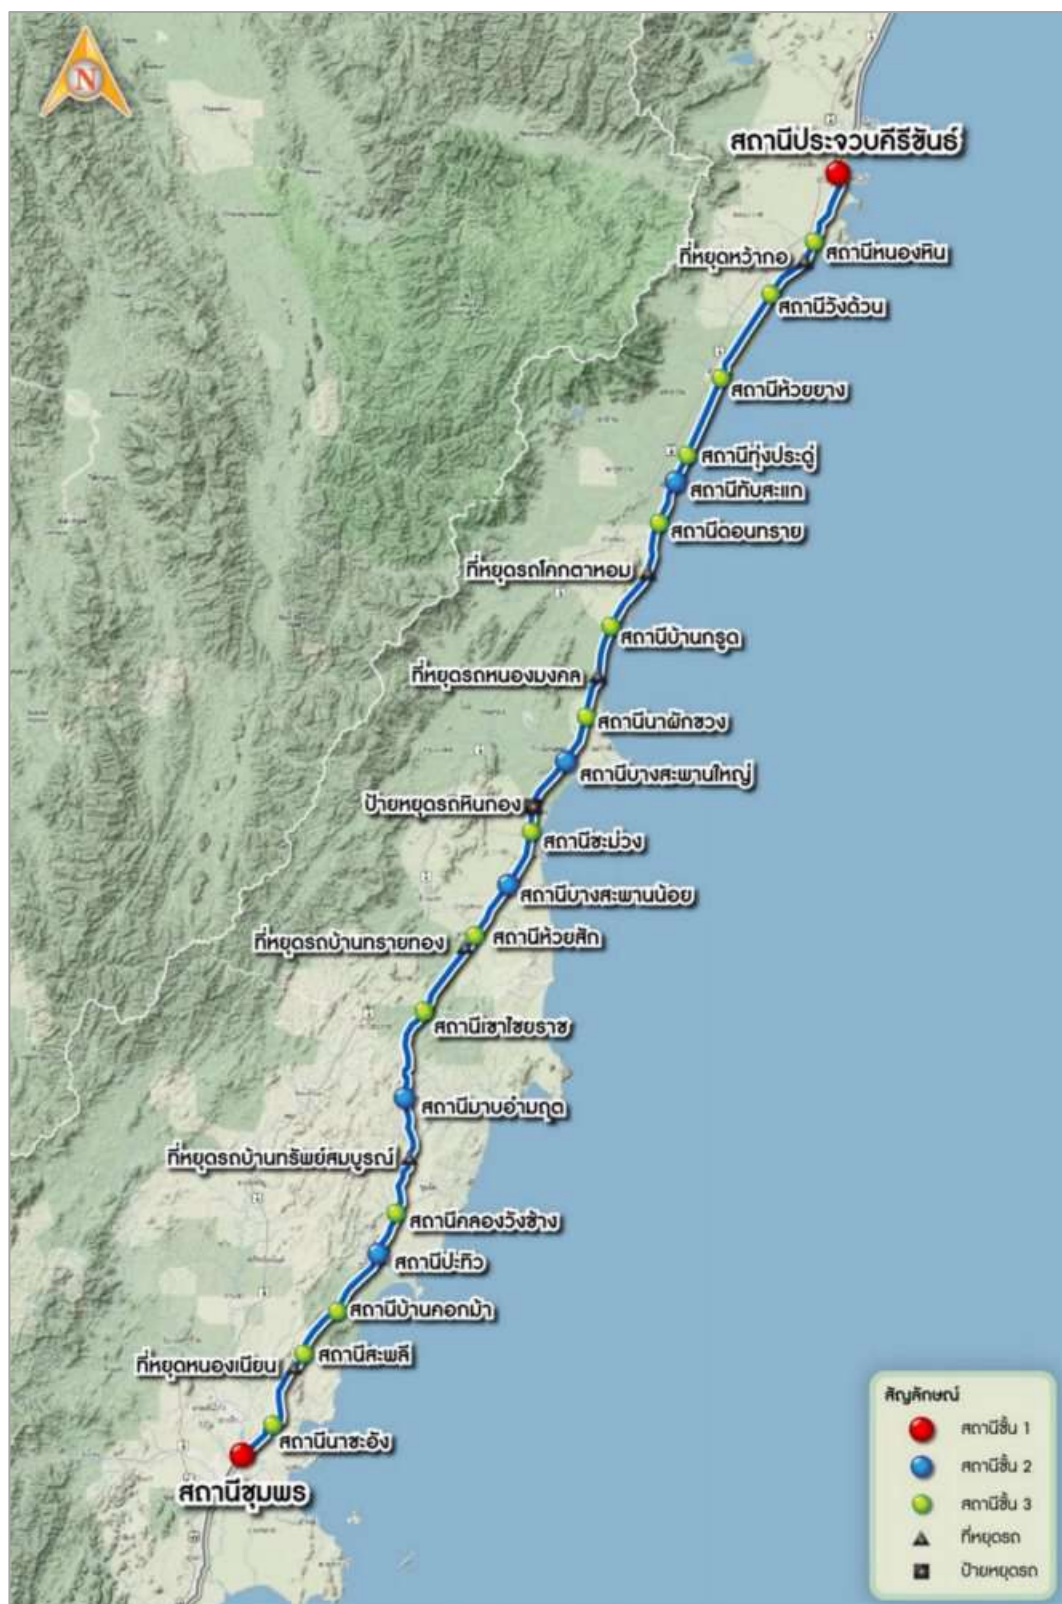 N
สถานีประจวบคีรีขันธ์
สถานีหนองหิน
ที่หยุดหว้ากอ
สถานีวังด้วน
สถานีห้วยยาง
สถานีทุ่งประดู่
สถานีทับสะแก
สถานีดอนทราย
ที่หยุดรถโคกตาหอม
สถานีบ้านกรูด
ที่หยุดรถหนองมงคล
สถานีนาผักขวง
สถานีบางสะพานใหญ่
ป้ายหยุดรถหินกอง
สถานีชะม่วง
สถานีบางสะพานน้อย
สถานีห้วยสัก
ที่หยุดรถบ้านทรายทอง
สถานีเขาไชยราช
สถานีมาบอำมฤต
ที่หยุดรถบ้านทรัพย์สมบูรณ์
สถานีคลองวังช้าง
สถานีปะทิว
สถานีบ้านคอกม้า
สถานีสะพลี
ที่หยุดหนองเนียน
สถานีนาชะอัง
สถานีชุมพร
สัญลักษณ์
สถานีชั้น 1
สถานีชั้น 2
สถานีชั้น 3
ที่หยุดรถ
ป้ายหยุดรถ